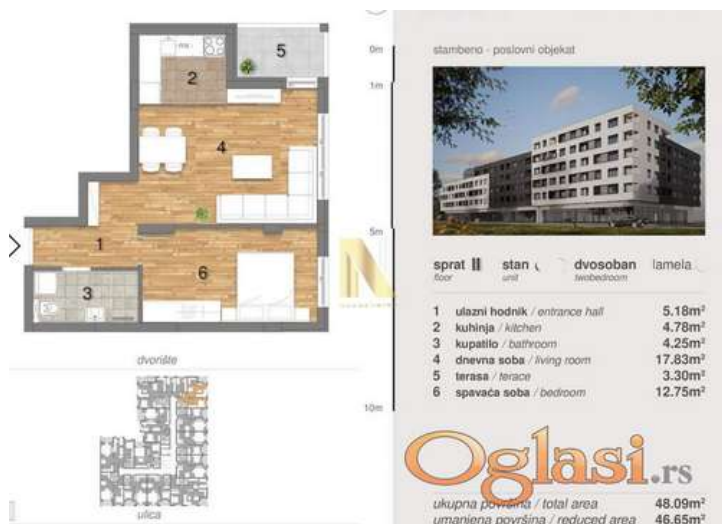 5
2
4
1
3
6
dvorište
ulica
0m
1m
5m
10m
stambeno - poslovni objekat
sprat II stan dvosoban lamela
floor unit twobedroom
1 ulazni hodnik / entrance hall 5.18m²
2 kuhinja / kitchen 4.78m²
3 kupatilo / bathroom 4.25m²
4 dnevna soba / living room 17.83m²
5 terasa / terace 3.30m²
6 spavaća soba / bedroom 12.75m²
Oglasi.rs
ukupna površina / total area 48.09m²
umanjena površina / reduced area 46.65m²